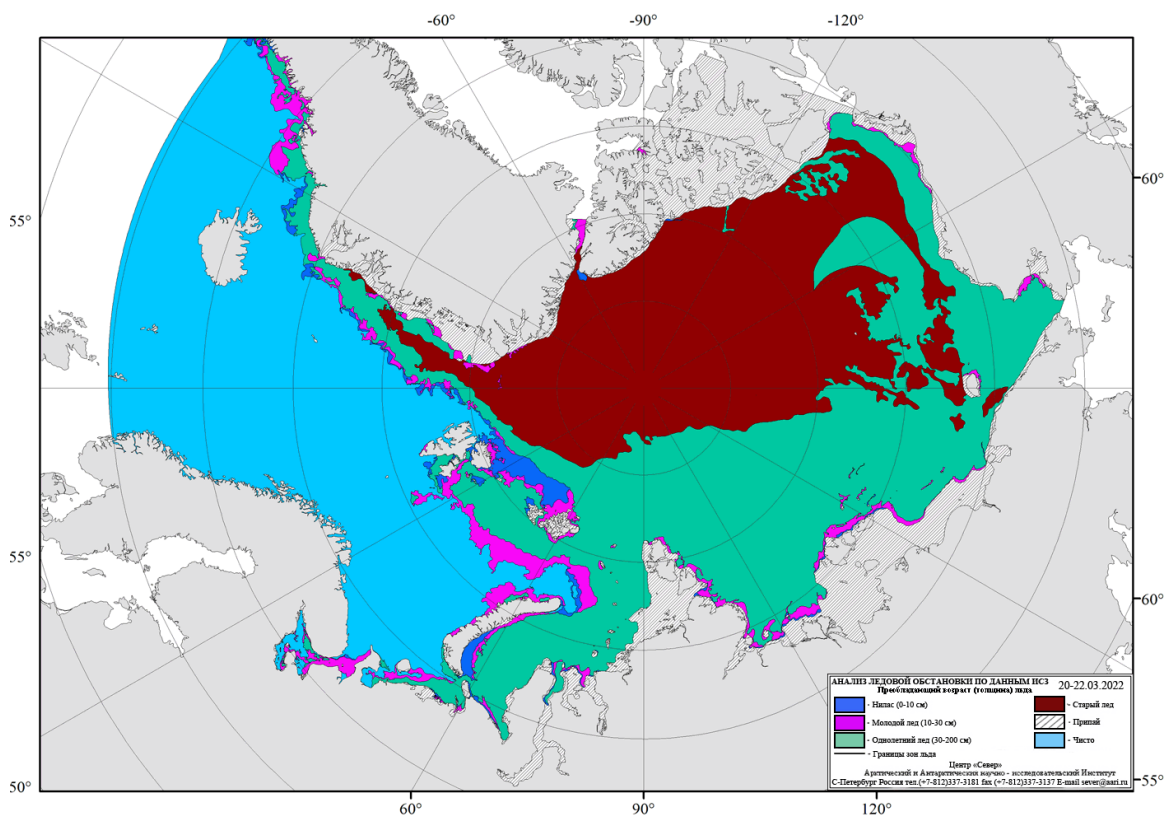 -60°
-90°
-120°
55°
60°
55°
60°
50°
55°
60°
90°
120°
АНАЛИЗ ЛЕДОВОЙ ОБСТАНОВКИ ПО ДАННЫМ ИСЗ
20-22.03.2022
Преобладающий возраст (толщина) льда
- Нилас (0-10 см)
- Старый лед
- Молодой лед (10-30 см)
- Припай
- Однолетний лед (30-200 см)
- Чисто
- Границы зон льда
Центр «Север»
Арктический и Антарктический научно - исследовательский Институт
С-Петербург Россия тел.(+7-812)337-3181 fax (+7-812)337-3137 E-mail sever@aari.ru